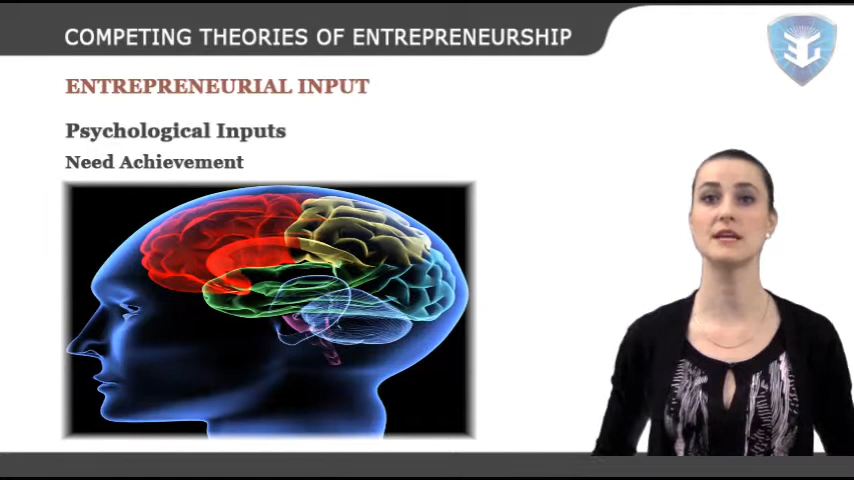 COMPETING THEORIES OF ENTREPRENEURSHIP
ENTREPRENEURIAL INPUT
Psychological Inputs
Need Achievement